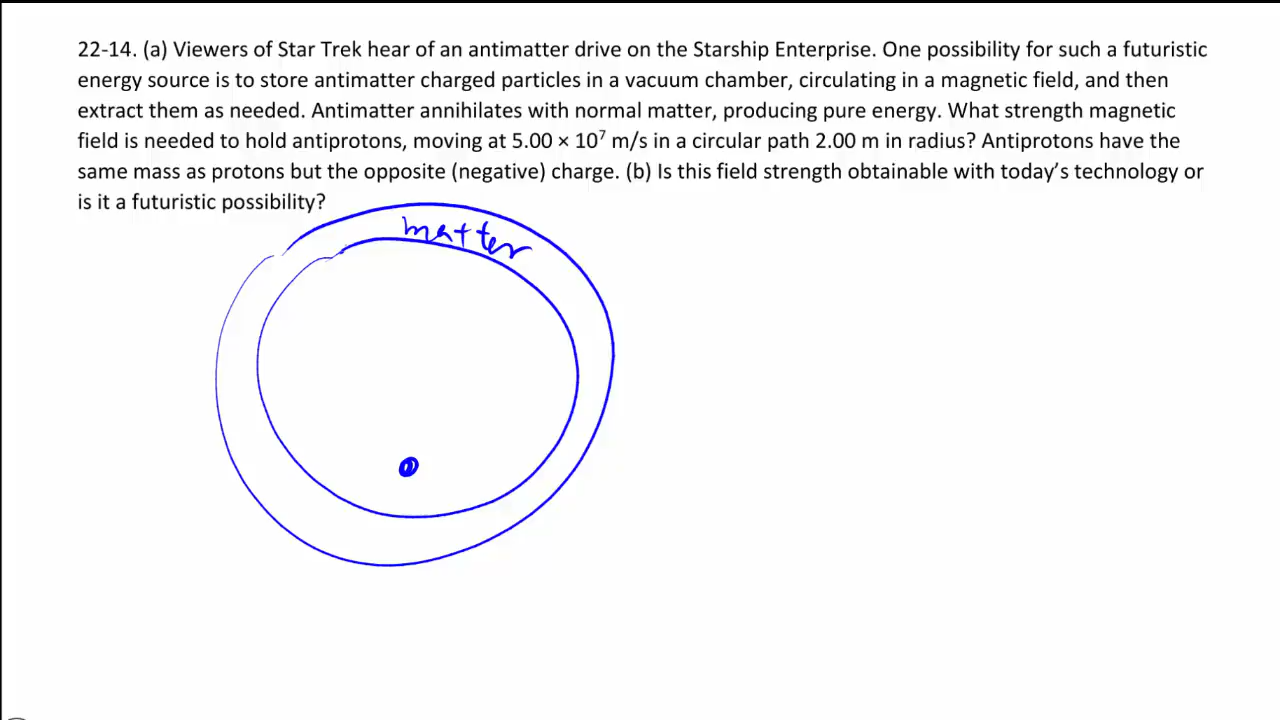 22-14. (a) Viewers of Star Trek hear of an antimatter drive on the Starship Enterprise. One possibility for such a futuristic
energy source is to store antimatter charged particles in a vacuum chamber, circulating in a magnetic field, and then
extract them as needed. Antimatter annihilates with normal matter, producing pure energy. What strength magnetic
field is needed to hold antiprotons, moving at 5.00 × 10⁷ m/s in a circular path 2.00 m in radius? Antiprotons have the
same mass as protons but the opposite (negative) charge. (b) Is this field strength obtainable with today’s technology or
is it a futuristic possibility?
matter